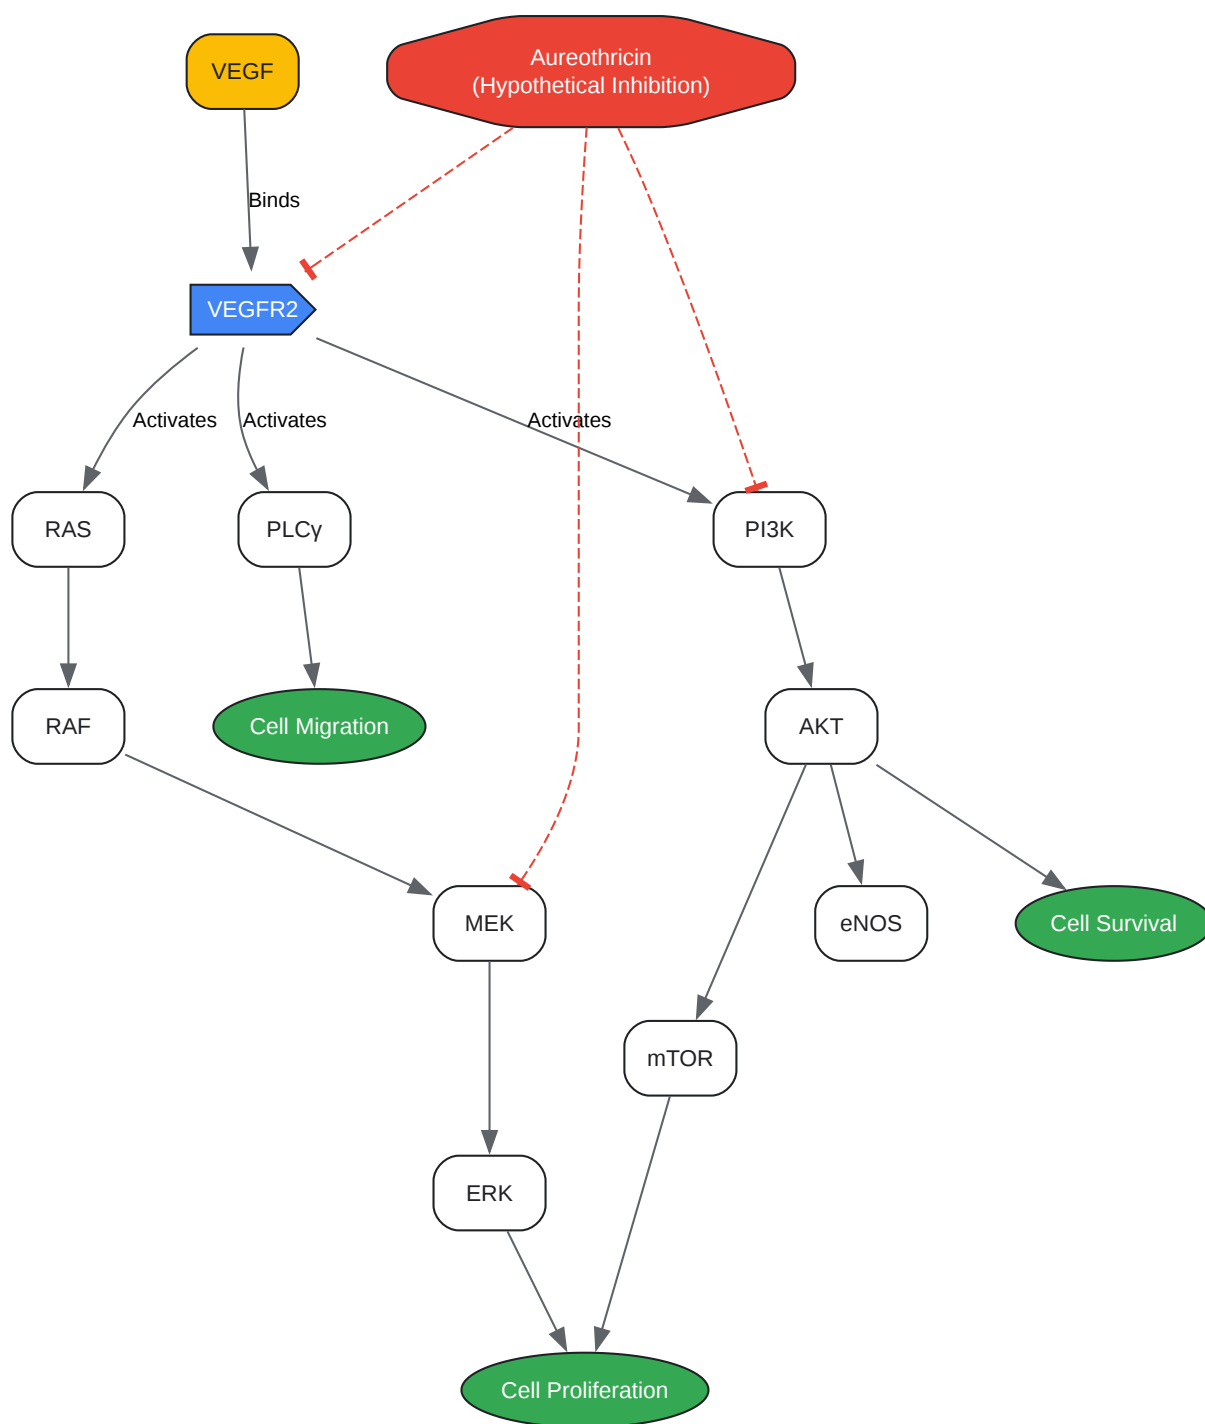 VEGF
Aureothricin
(Hypothetical Inhibition)
Binds
VEGFR2
Activates
Activates
Activates
RAS
PLCγ
PI3K
RAF
Cell Migration
AKT
MEK
eNOS
Cell Survival
mTOR
ERK
Cell Proliferation